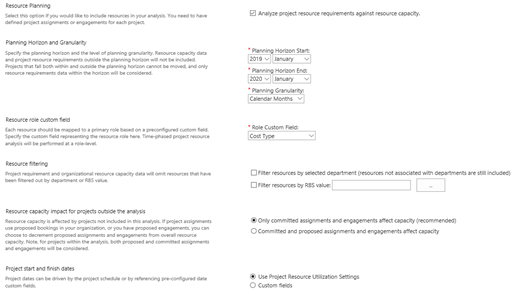 Resource Planning
Select this option if you would like to include resources in your analysis. You need to have
defined project assignments or engagements for each project.
Analyze project resource requirements against resource capacity.
Planning Horizon and Granularity
Specify the planning horizon and the level of planning granularity. Resource capacity data
and project resource requirements outside the planning horizon will not be included.
Projects that fall both within and outside the planning horizon cannot be moved, and only
resource requirements data within the horizon will be considered.
* Planning Horizon Start:
2019 January
* Planning Horizon End:
2020 January
* Planning Granularity:
Calendar Months
Resource role custom field
Each resource should be mapped to a primary role based on a preconfigured custom field.
Specify the custom field representing the resource role here. Time-phased project resource
analysis will be performed at a role-level.
* Role Custom Field:
Cost Type
Resource filtering
Project requirement and organizational resource capacity data will omit resources that have
been filtered out by department or RBS value.
Filter resources by selected department (resources not associated with departments are still included)
Filter resources by RBS value:
...
Resource capacity impact for projects outside the analysis
Resource capacity is affected by projects not included in this analysis. If project assignments
use proposed bookings in your organization, or you have proposed engagements, you can
choose to decrement proposed assignments and engagements from overall resource
capacity. Note, for projects within the analysis, both proposed and committed assignments
and engagements will be considered.
Only committed assignments and engagements affect capacity (recommended)
Committed and proposed assignments and engagements affect capacity
Project start and finish dates
Project dates can be driven by the project schedule or by referencing pre-configured date
custom fields.
Use Project Resource Utilization Settings
Custom fields